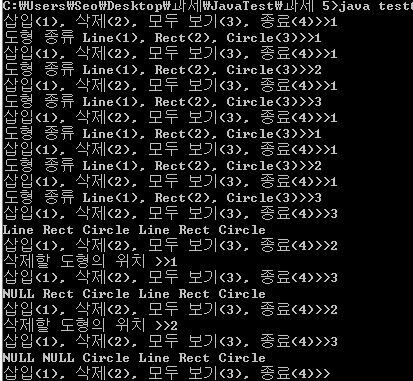 C:\Users\Seo\Desktop\과제\JavaTest\과제 5>java test
삽입(1), 삭제(2), 모두 보기(3), 종료(4)>>>1
도형 종류 Line(1), Rect(2), Circle(3)>>>1
삽입(1), 삭제(2), 모두 보기(3), 종료(4)>>>1
도형 종류 Line(1), Rect(2), Circle(3)>>>2
삽입(1), 삭제(2), 모두 보기(3), 종료(4)>>>1
도형 종류 Line(1), Rect(2), Circle(3)>>>3
삽입(1), 삭제(2), 모두 보기(3), 종료(4)>>>1
도형 종류 Line(1), Rect(2), Circle(3)>>>1
삽입(1), 삭제(2), 모두 보기(3), 종료(4)>>>1
도형 종류 Line(1), Rect(2), Circle(3)>>>2
삽입(1), 삭제(2), 모두 보기(3), 종료(4)>>>1
도형 종류 Line(1), Rect(2), Circle(3)>>>3
삽입(1), 삭제(2), 모두 보기(3), 종료(4)>>>3
Line Rect Circle Line Rect Circle
삽입(1), 삭제(2), 모두 보기(3), 종료(4)>>>2
삭제할 도형의 위치 >>1
삽입(1), 삭제(2), 모두 보기(3), 종료(4)>>>3
NULL Rect Circle Line Rect Circle
삽입(1), 삭제(2), 모두 보기(3), 종료(4)>>>2
삭제할 도형의 위치 >>2
삽입(1), 삭제(2), 모두 보기(3), 종료(4)>>>3
NULL NULL Circle Line Rect Circle
삽입(1), 삭제(2), 모두 보기(3), 종료(4)>>>